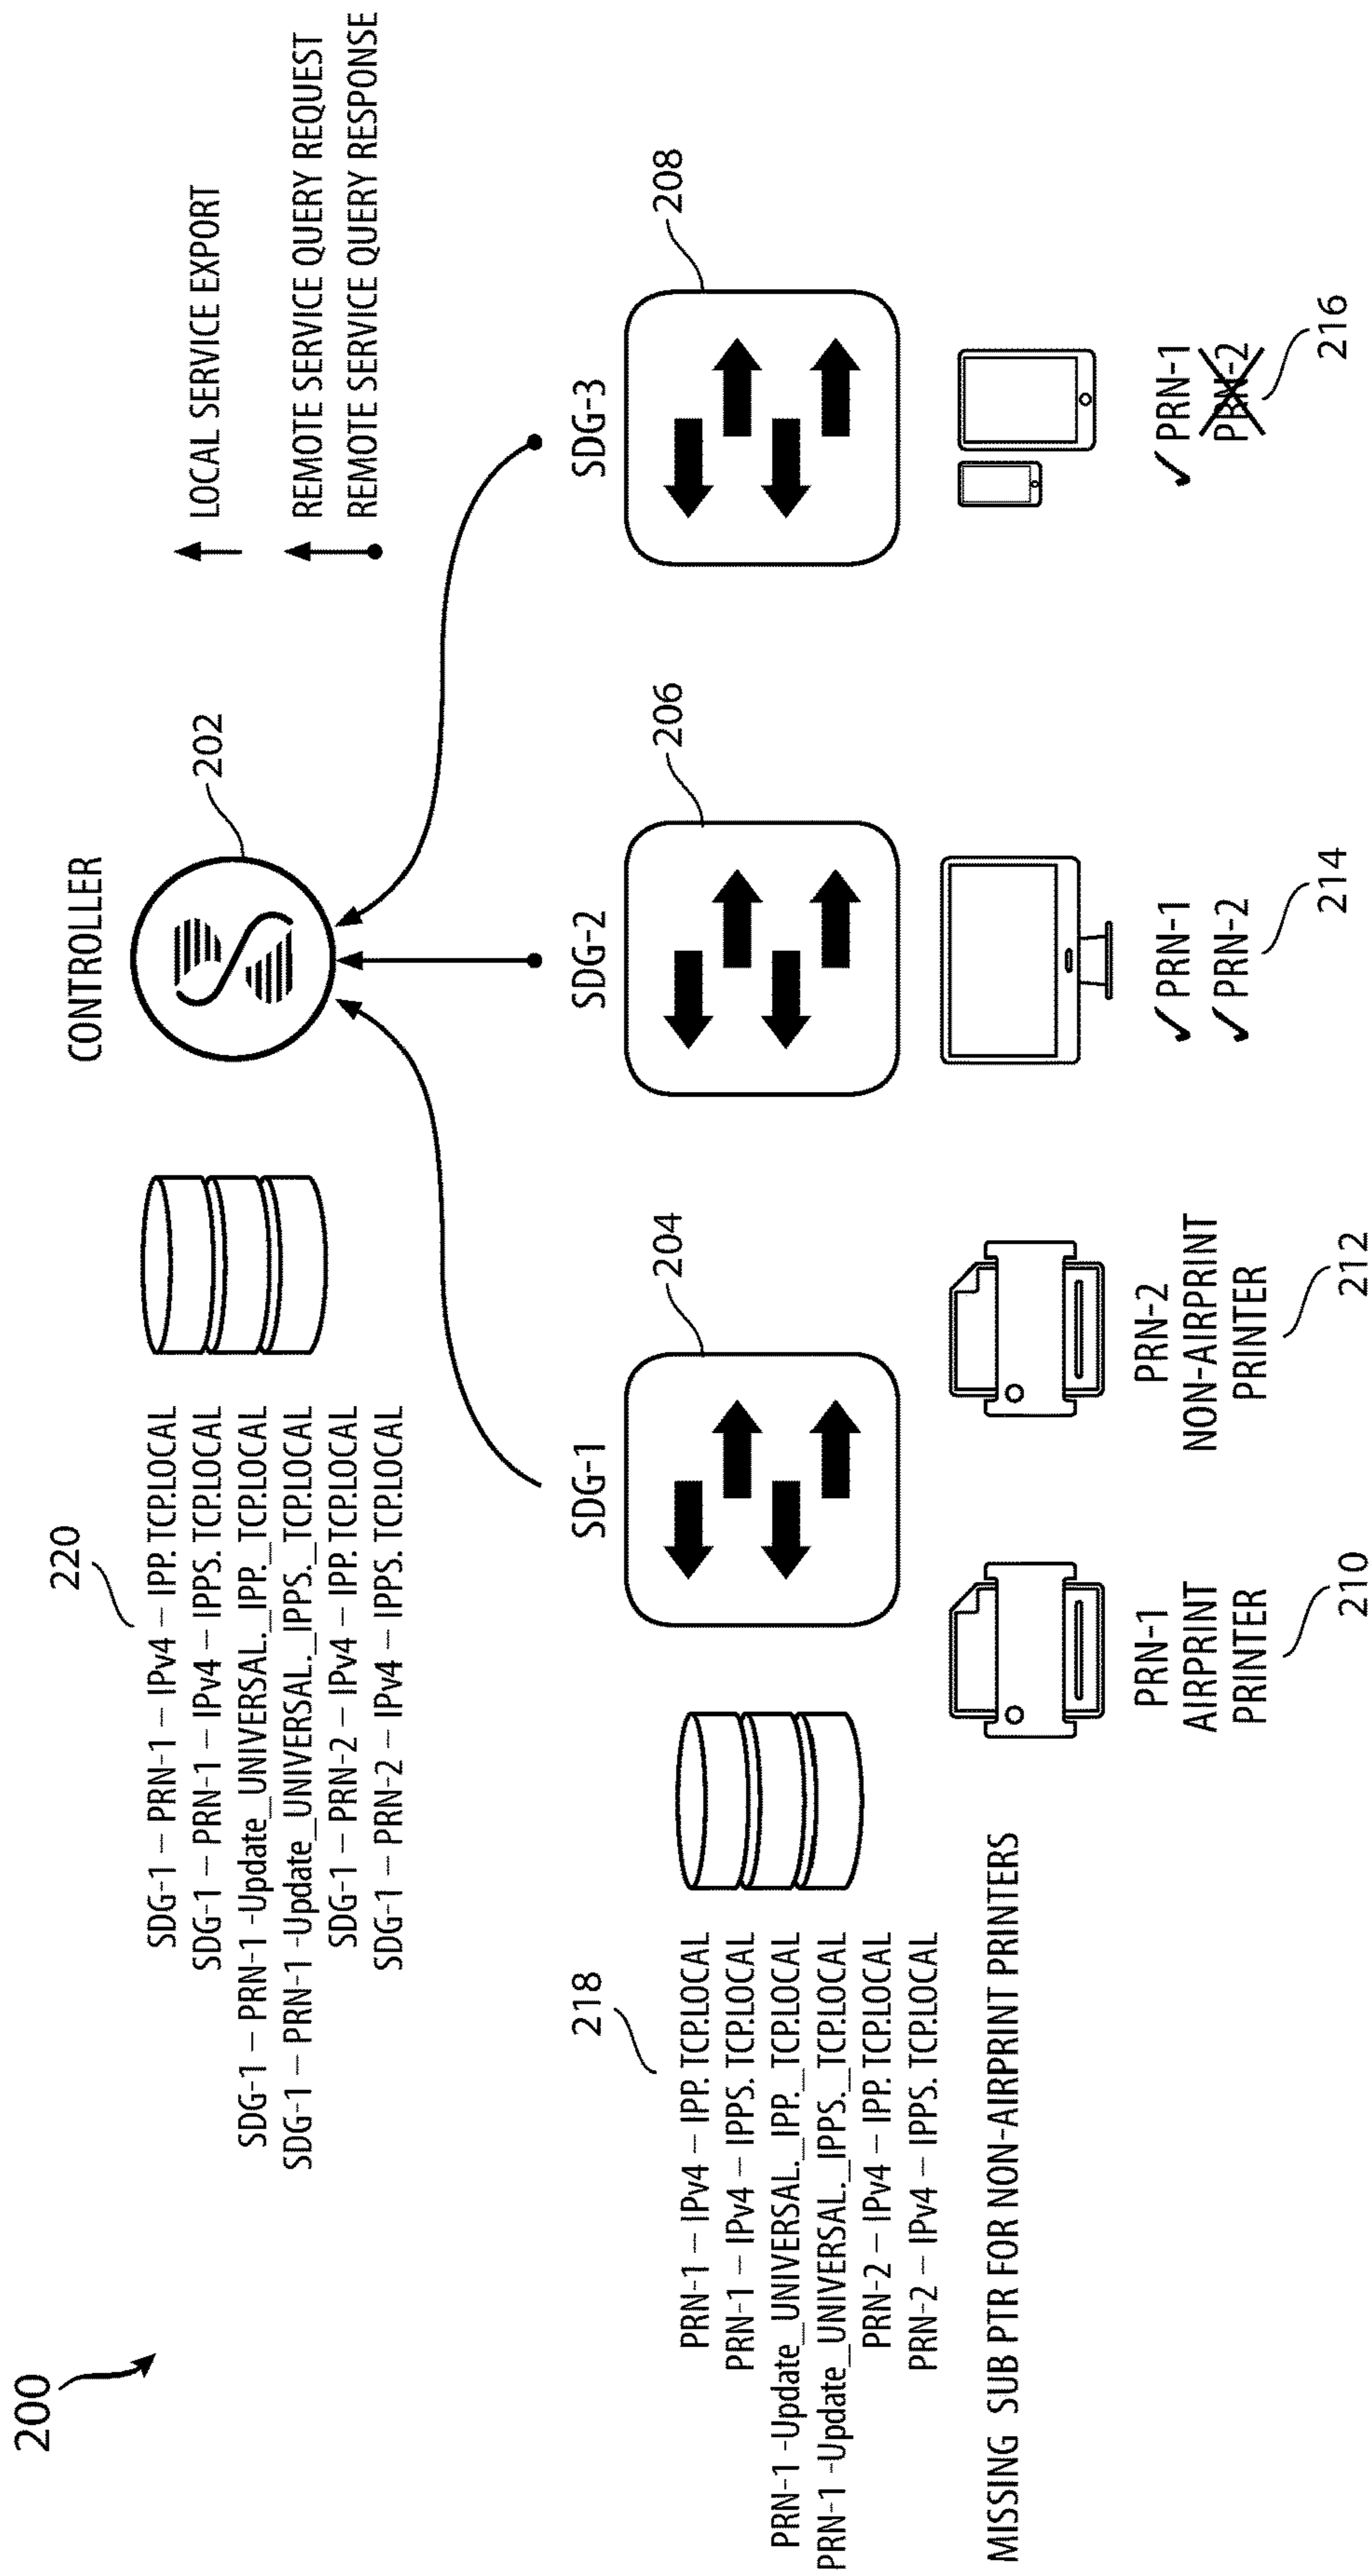 200
CONTROLLER
202
LOCAL SERVICE EXPORT
REMOTE SERVICE QUERY REQUEST
REMOTE SERVICE QUERY RESPONSE
220
SDG-1 – PRN-1 – IPv4 – IPP. TCP.LOCAL
SDG-1 – PRN-1 – IPv4 – IPPS. TCP.LOCAL
SDG-1 – PRN-1 -Update_UNIVERSAL._IPP._TCP.LOCAL
SDG-1 – PRN-1 -Update_UNIVERSAL._IPPS._TCP.LOCAL
SDG-1 – PRN-2 – IPv4 – IPP. TCP.LOCAL
SDG-1 – PRN-2 – IPv4 – IPPS. TCP.LOCAL
218
PRN-1 – IPv4 – IPP. TCP.LOCAL
PRN-1 – IPv4 – IPPS. TCP.LOCAL
PRN-1 -Update_UNIVERSAL._IPP._TCP.LOCAL
PRN-1 -Update_UNIVERSAL._IPPS._TCP.LOCAL
PRN-2 – IPv4 – IPP. TCP.LOCAL
PRN-2 – IPv4 – IPPS. TCP.LOCAL
MISSING SUB PTR FOR NON-AIRPRINT PRINTERS
SDG-1
204
SDG-2
206
SDG-3
208
PRN-1
AIRPRINT
PRINTER
210
PRN-2
NON-AIRPRINT
PRINTER
212
✓ PRN-1
✓ PRN-2
214
✓ PRN-1
PRN-2
216